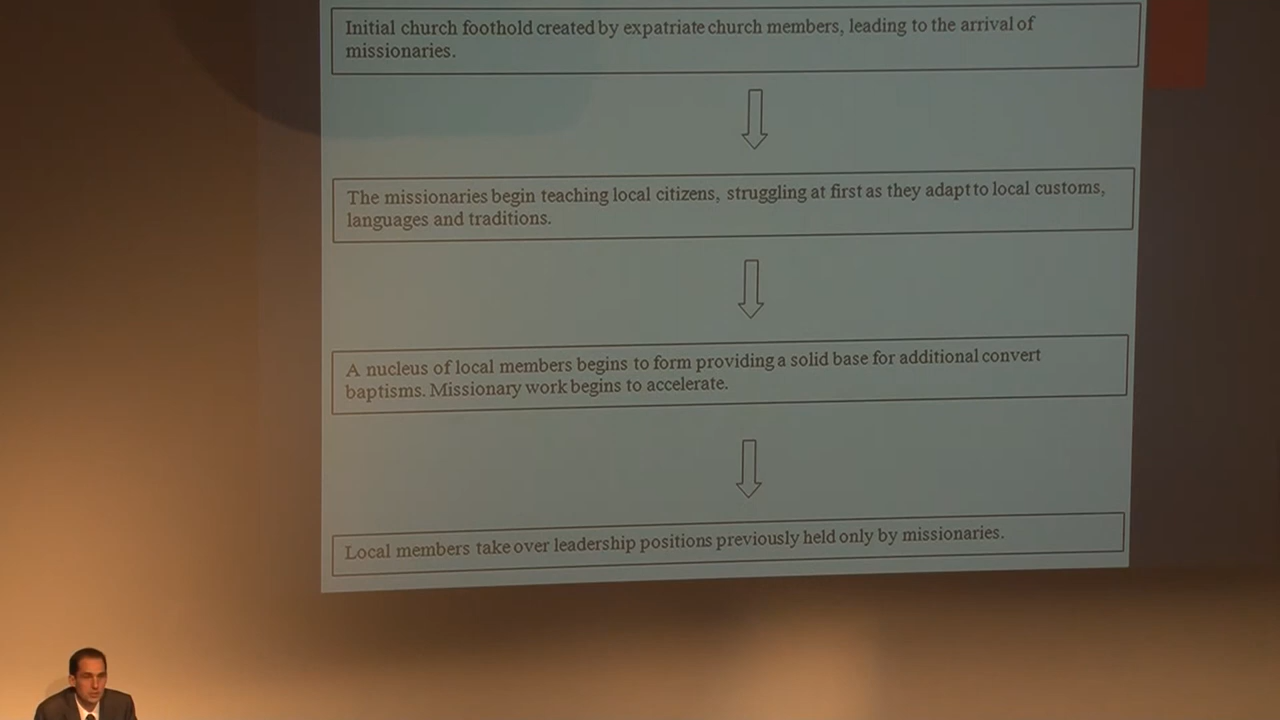 Initial church foothold created by expatriate church members, leading to the arrival of
missionaries.
The missionaries begin teaching local citizens, struggling at first as they adapt to local customs,
languages and traditions.
A nucleus of local members begins to form providing a solid base for additional convert
baptisms. Missionary work begins to accelerate.
Local members take over leadership positions previously held only by missionaries.